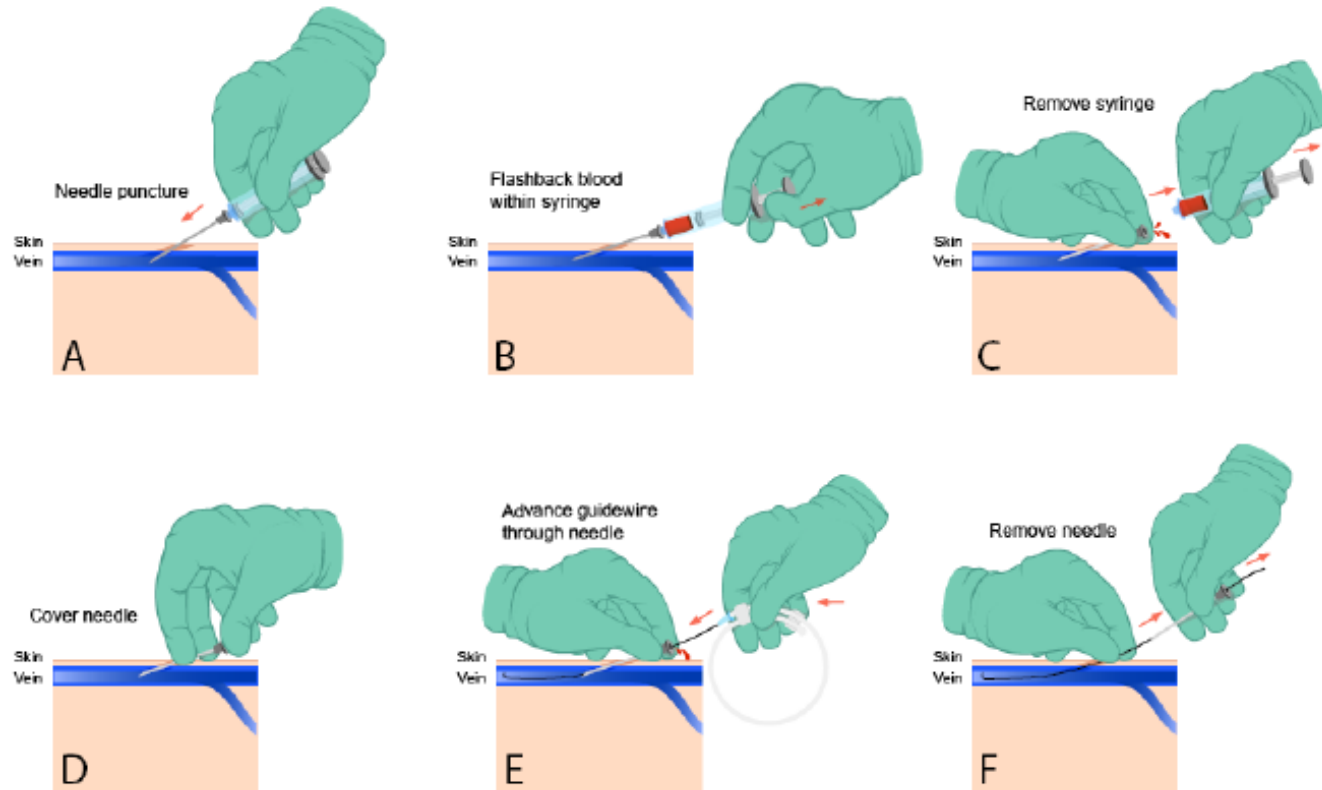 Needle puncture
Skin
Vein
A
Flashback blood
within syringe
Skin
Vein
B
Remove syringe
Skin
Vein
C
Cover needle
Skin
Vein
D
Advance guidewire
through needle
Skin
Vein
E
Remove needle
Skin
Vein
F